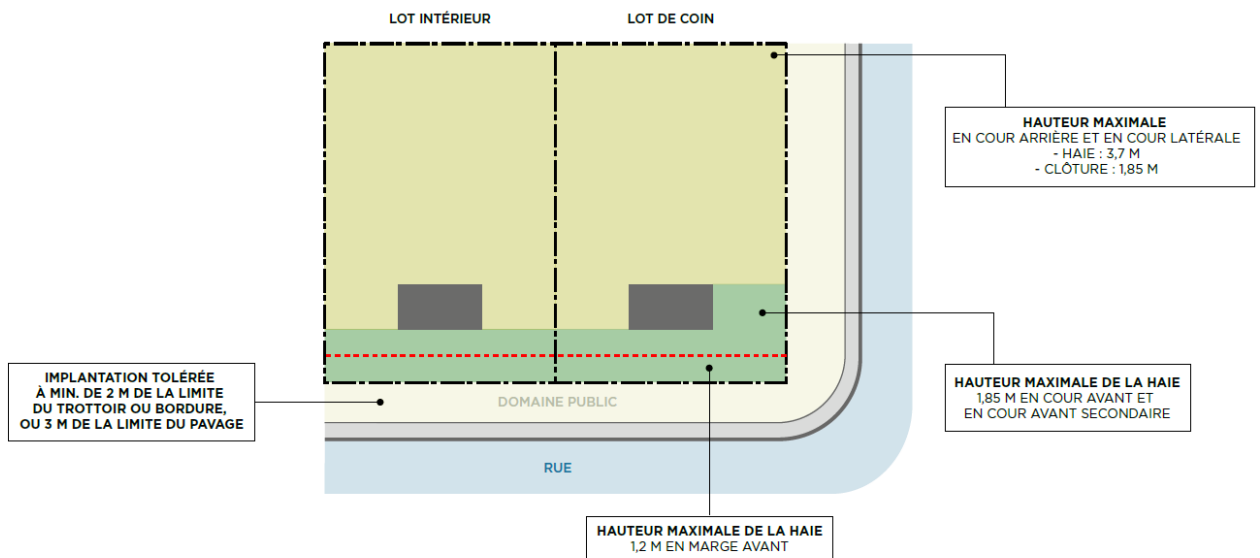 LOT INTÉRIEUR
LOT DE COIN
HAUTEUR MAXIMALE
EN COUR ARRIÈRE ET EN COUR LATÉRALE
- HAIE : 3,7 M
- CLÔTURE : 1,85 M
IMPLANTATION TOLÉRÉE
À MIN. DE 2 M DE LA LIMITE
DU TROTTOIR OU BORDURE,
OU 3 M DE LA LIMITE DU PAVAGE
DOMAINE PUBLIC
HAUTEUR MAXIMALE DE LA HAIE
1,85 M EN COUR AVANT ET
EN COUR AVANT SECONDAIRE
RUE
HAUTEUR MAXIMALE DE LA HAIE
1,2 M EN MARGE AVANT